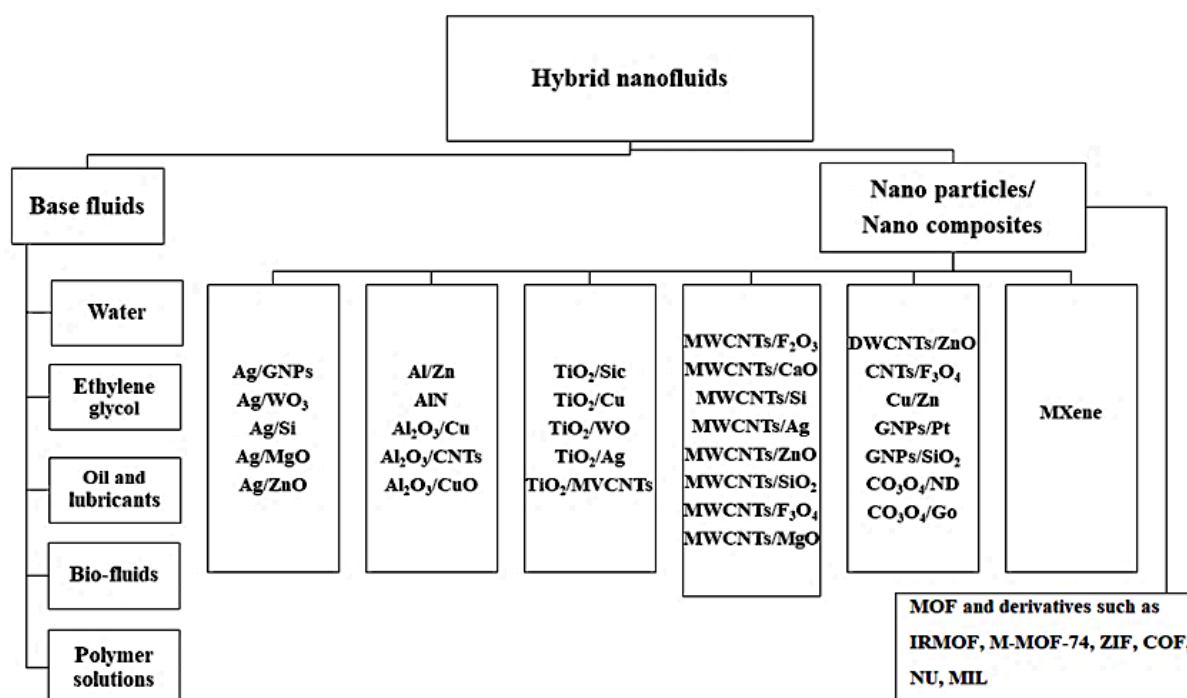 Hybrid nanofluids
Base fluids
Nano particles/
Nano composites
Water
Ethylene
glycol
Oil and
lubricants
Bio-fluids
Polymer
solutions
Ag/GNPs
Ag/WO₃
Ag/Si
Ag/MgO
Ag/ZnO
Al/Zn
AlN
Al₂O₃/Cu
Al₂O₃/CNTs
Al₂O₃/CuO
TiO₂/Sic
TiO₂/Cu
TiO₂/WO
TiO₂/Ag
TiO₂/MVCNTs
MWCNTs/F₂O₃
MWCNTs/CaO
MWCNTs/Si
MWCNTs/Ag
MWCNTs/ZnO
MWCNTs/SiO₂
MWCNTs/F₃O₄
MWCNTs/MgO
DWCNTs/ZnO
CNTs/F₃O₄
Cu/Zn
GNPs/Pt
GNPs/SiO₂
CO₃O₄/ND
CO₃O₄/Go
MXene
MOF and derivatives such as
IRMOF, M-MOF-74, ZIF, COF,
NU, MIL